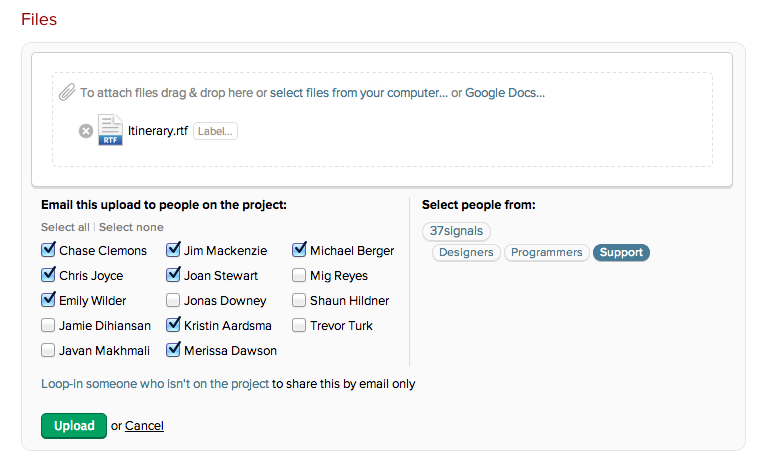 Files
To attach files drag & drop here or select files from your computer... or Google Docs...
RTF
Itinerary.rtf Label...
Email this upload to people on the project:
Select all | Select none
Chase Clemons Jim Mackenzie Michael Berger
Chris Joyce Joan Stewart Mig Reyes
Emily Wilder Jonas Downey Shaun Hildner
Jamie Dihiansan Kristin Aardsma Trevor Turk
Javan Makhmali Merissa Dawson
Select people from:
37signals
Designers Programmers Support
Loop-in someone who isn't on the project to share this by email only
Upload or Cancel